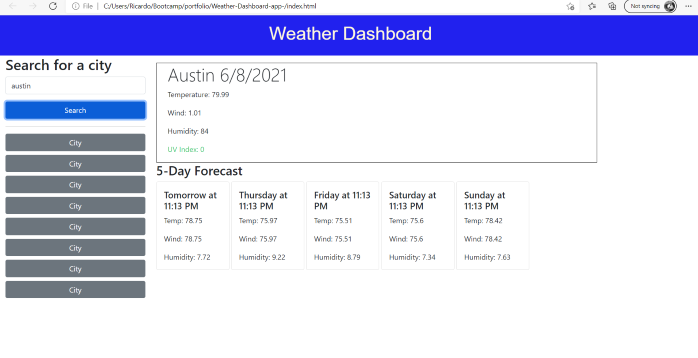 File | C:/Users/Ricardo/Bootcamp/portfolio/Weather-Dashboard-app-/index.html
Not syncing
Weather Dashboard
Search for a city
austin
Search
City
City
City
City
City
City
City
City
Austin 6/8/2021
Temperature: 79.99
Wind: 1.01
Humidity: 84
UV Index: 0
5-Day Forecast
Tomorrow at
11:13 PM
Temp: 78.75
Wind: 78.75
Humidity: 7.72
Thursday at
11:13 PM
Temp: 75.97
Wind: 75.97
Humidity: 9.22
Friday at 11:13
PM
Temp: 75.51
Wind: 75.51
Humidity: 8.79
Saturday at
11:13 PM
Temp: 75.6
Wind: 75.6
Humidity: 7.34
Sunday at
11:13 PM
Temp: 78.42
Wind: 78.42
Humidity: 7.63